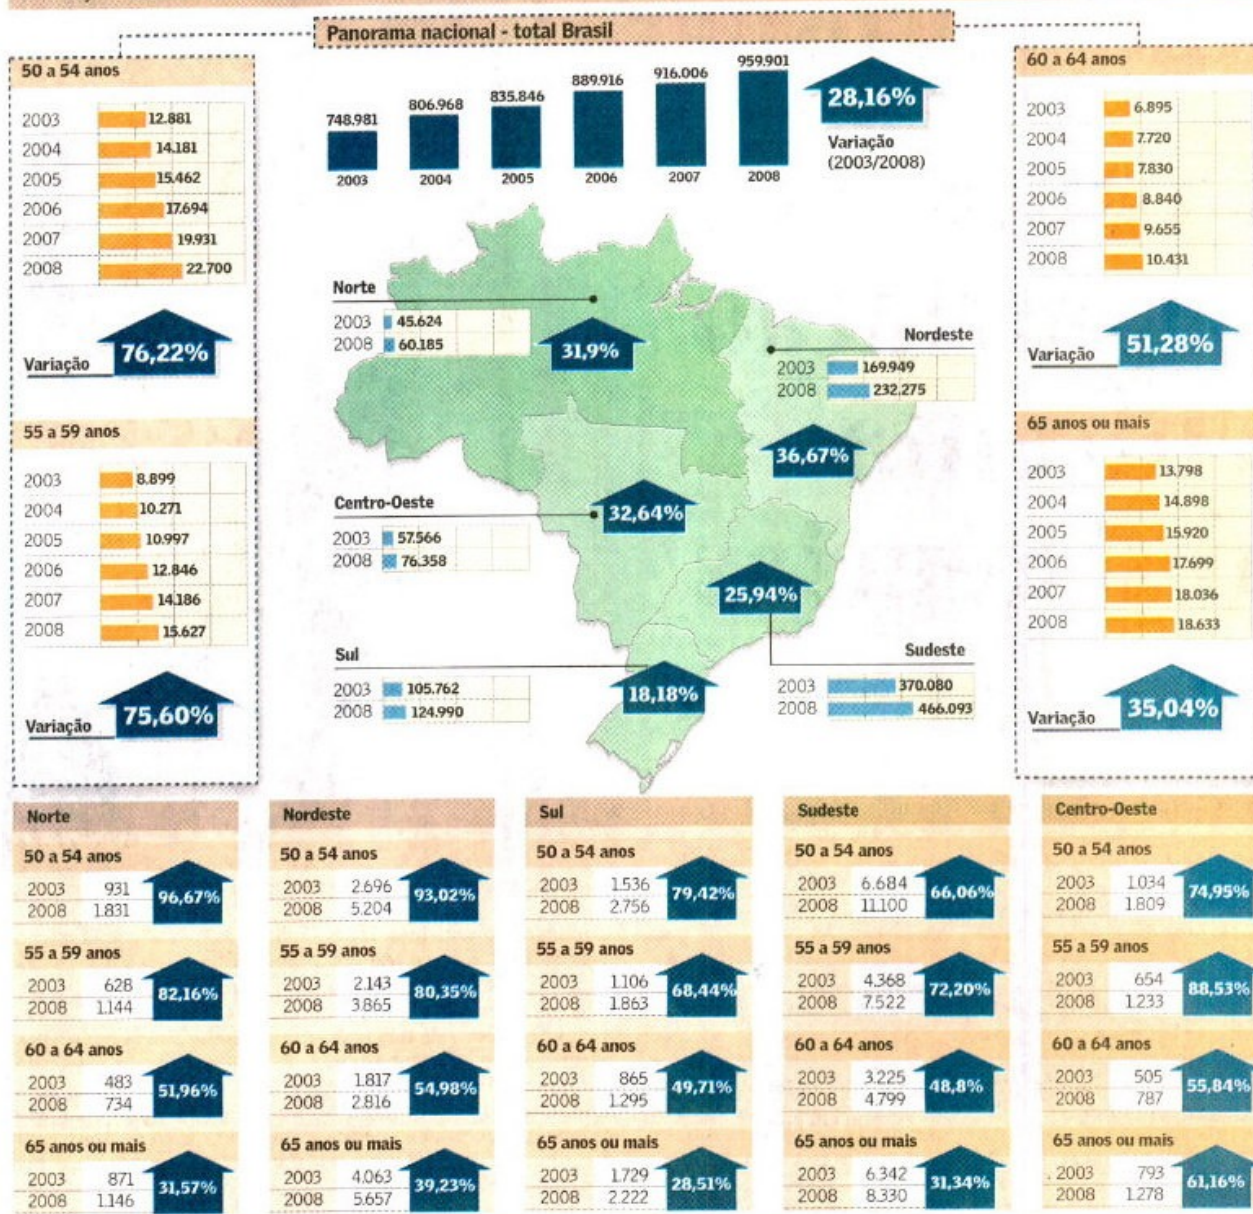 Panorama nacional - total Brasil
748.981
806.968
835.846
889.916
916.006
959.901
2003
2004
2005
2006
2007
2008
28,16%
Variação
(2003/2008)
50 a 54 anos
2003 12.881
2004 14.181
2005 15.462
2006 17.694
2007 19.931
2008 22.700
Variação 76,22%
55 a 59 anos
2003 8.899
2004 10.271
2005 10.997
2006 12.846
2007 14.186
2008 15.627
Variação 75,60%
Norte
2003 45.624
2008 60.185
31,9%
Nordeste
2003 169.949
2008 232.275
36,67%
Centro-Oeste
2003 57.566
2008 76.358
32,64%
Sudeste
2003 370.080
2008 466.093
25,94%
Sul
2003 105.762
2008 124.990
18,18%
60 a 64 anos
2003 6.895
2004 7.720
2005 7.830
2006 8.840
2007 9.655
2008 10.431
Variação 51,28%
65 anos ou mais
2003 13.798
2004 14.898
2005 15.920
2006 17.699
2007 18.036
2008 18.633
Variação 35,04%
Norte
50 a 54 anos
2003 931
2008 1.831
96,67%
55 a 59 anos
2003 628
2008 1.144
82,16%
60 a 64 anos
2003 483
2008 734
51,96%
65 anos ou mais
2003 871
2008 1.146
31,57%
Nordeste
50 a 54 anos
2003 2.696
2008 5.204
93,02%
55 a 59 anos
2003 2.143
2008 3.865
80,35%
60 a 64 anos
2003 1.817
2008 2.816
54,98%
65 anos ou mais
2003 4.063
2008 5.657
39,23%
Sul
50 a 54 anos
2003 1.536
2008 2.756
79,42%
55 a 59 anos
2003 1.106
2008 1.863
68,44%
60 a 64 anos
2003 865
2008 1.295
49,71%
65 anos ou mais
2003 1.729
2008 2.222
28,51%
Sudeste
50 a 54 anos
2003 6.684
2008 11.100
66,06%
55 a 59 anos
2003 4.368
2008 7.522
72,20%
60 a 64 anos
2003 3.225
2008 4.799
48,8%
65 anos ou mais
2003 6.342
2008 8.330
31,34%
Centro-Oeste
50 a 54 anos
2003 1.034
2008 1.809
74,95%
55 a 59 anos
2003 654
2008 1.233
88,53%
60 a 64 anos
2003 505
2008 787
55,84%
65 anos ou mais
2003 793
2008 1.278
61,16%